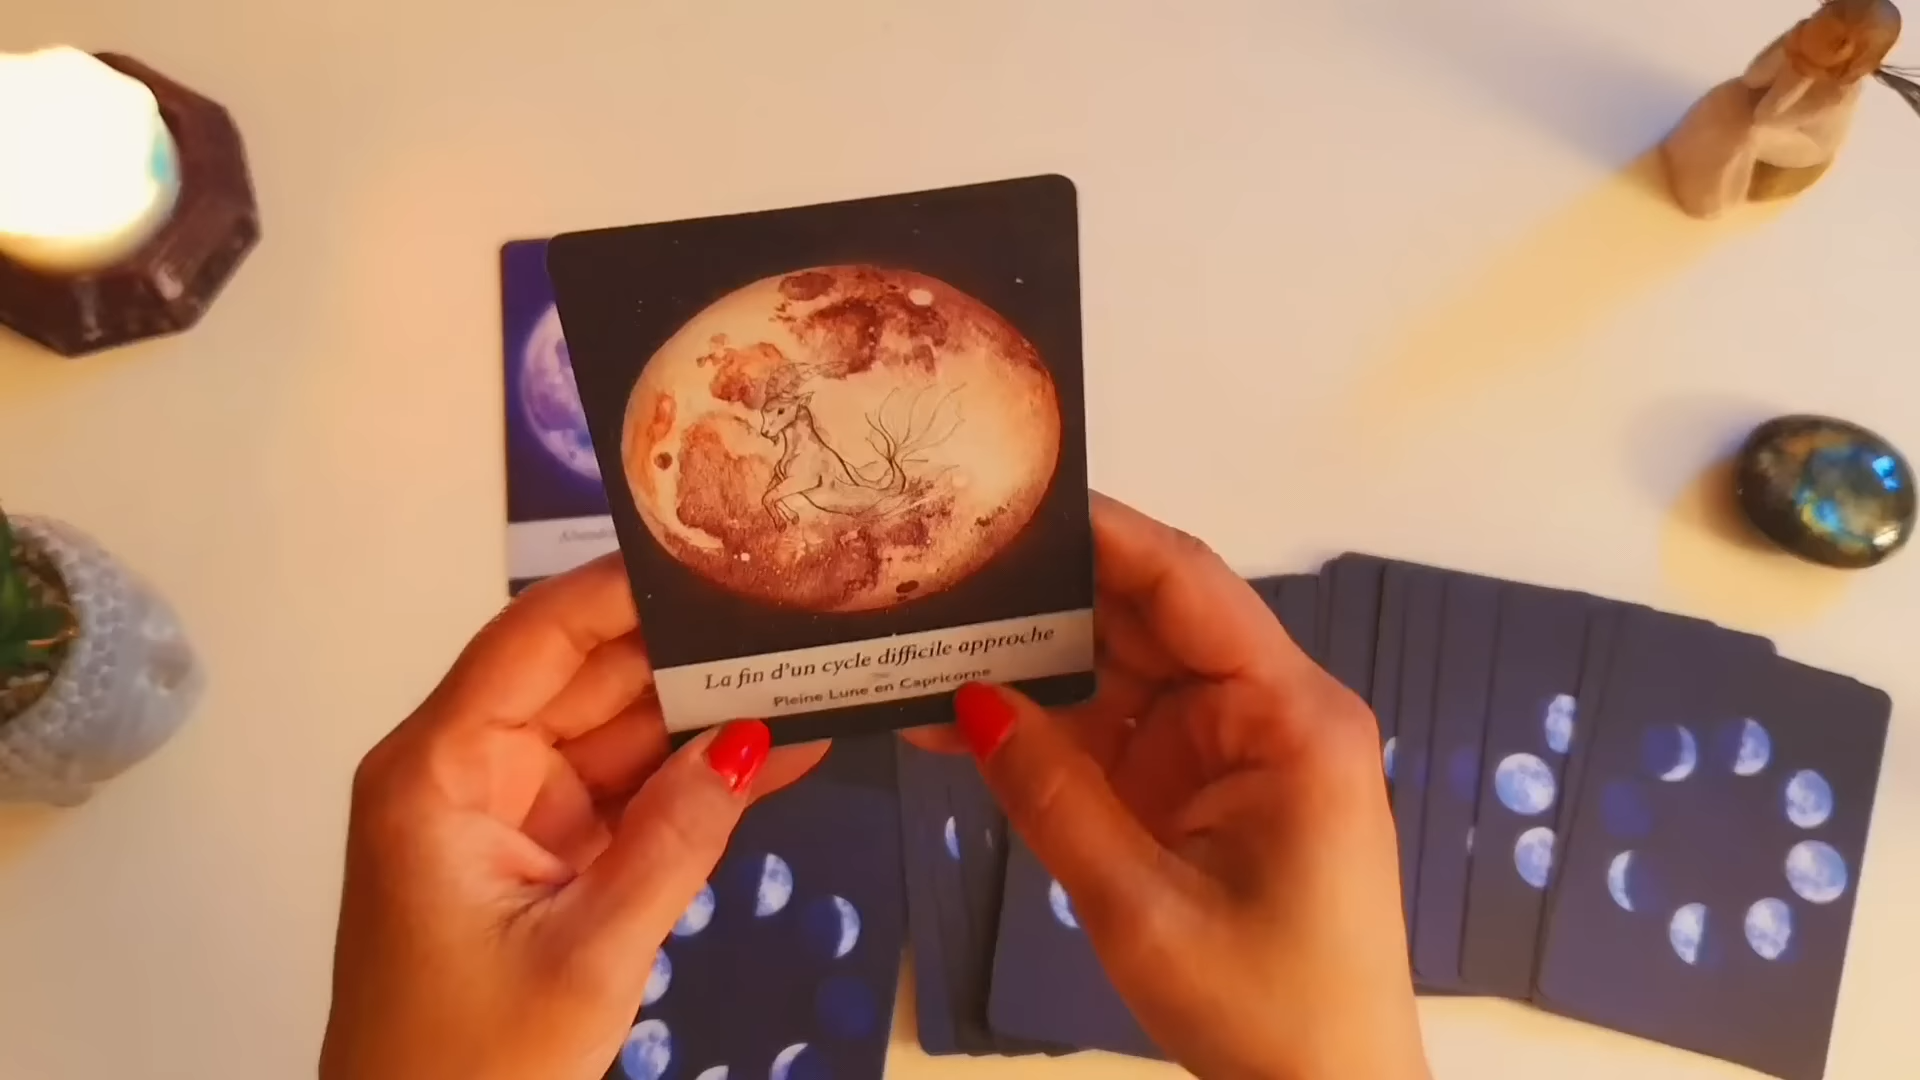 La fin d'un cycle difficile approche
Pleine Lune en Capricorne